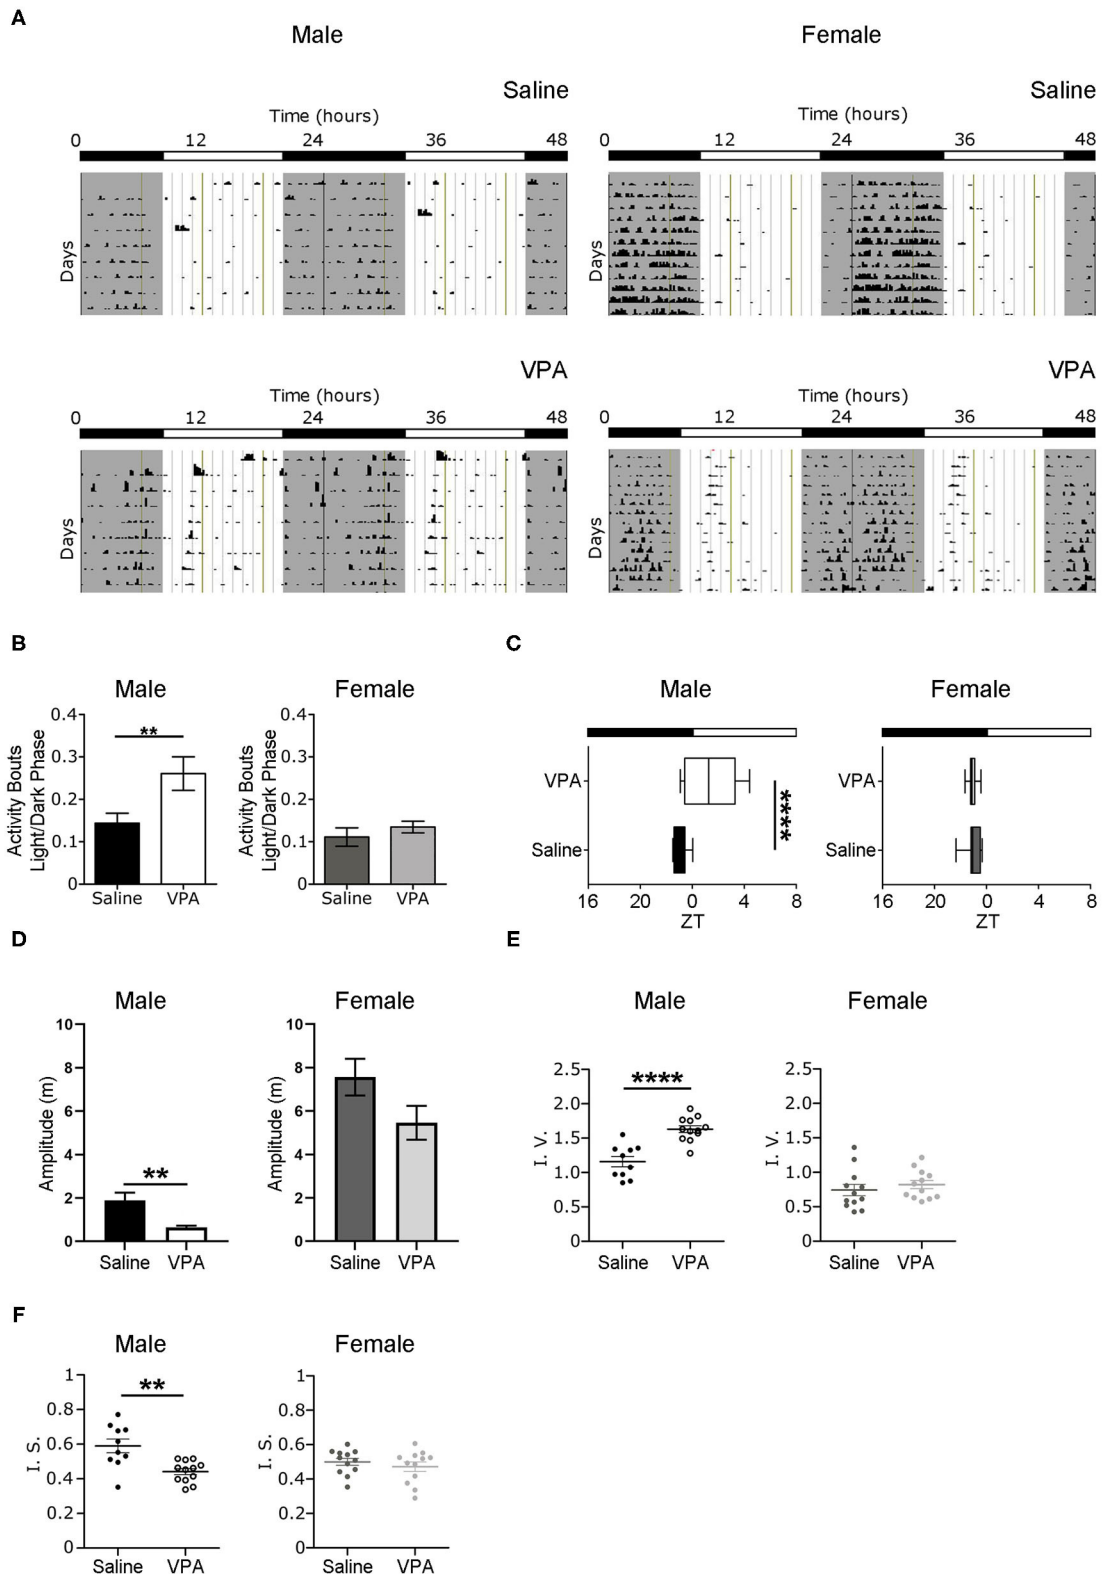 A
Male Female
Saline Saline
Time (hours) Time (hours)
0 12 24 36 48 0 12 24 36 48
Days Days
VPA VPA
Time (hours) Time (hours)
0 12 24 36 48 0 12 24 36 48
Days Days
B
Male Female
Activity Bouts
Light/Dark Phase
0.4
0.3
0.2
0.1
0
**
Saline VPA
Activity Bouts
Light/Dark Phase
0.4
0.3
0.2
0.1
0
Saline VPA
C
Male Female
VPA
Saline
****
16 20 0 4 8
ZT
VPA
Saline
16 20 0 4 8
ZT
D
Male Female
Amplitude (m)
10
8
6
4
2
0
**
Saline VPA
Amplitude (m)
10
8
6
4
2
0
Saline VPA
E
Male Female
I. V.
2.5
2.0
1.5
1.0
0.5
0
****
Saline VPA
I. V.
2.5
2.0
1.5
1.0
0.5
0
Saline VPA
F
Male Female
I. S.
1
0.8
0.6
0.4
0.2
0
**
Saline VPA
I. S.
1
0.8
0.6
0.4
0.2
0
Saline VPA